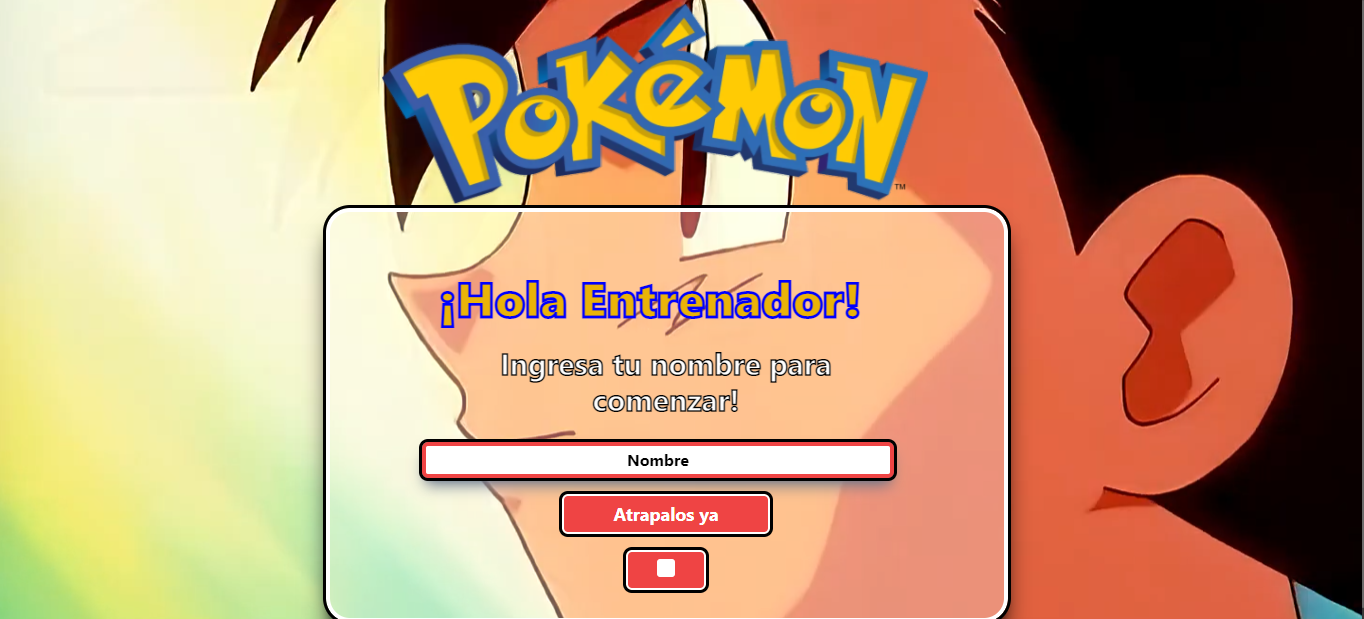 POKéMON
TM
¡Hola Entrenador!
Ingresa tu nombre para
comenzar!
Nombre
Atrapalos ya